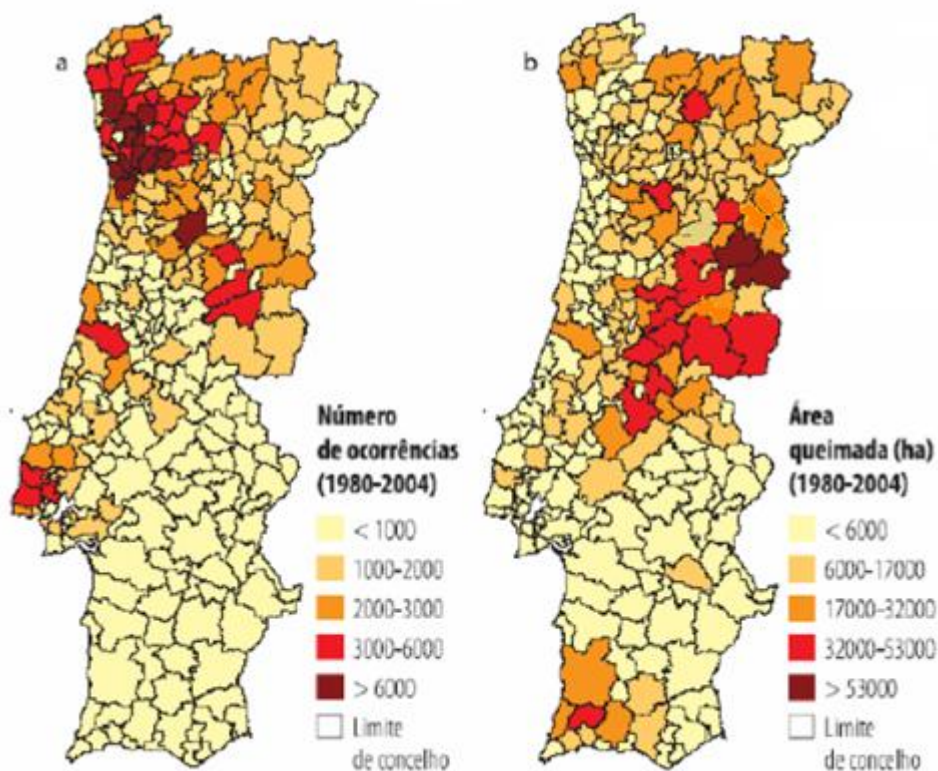 a
Número
de ocorrências
(1980-2004)
< 1000
1000-2000
2000-3000
3000-6000
> 6000
Limite
de concelho
b
Área
queimada (ha)
(1980-2004)
< 6000
6000-17000
17000-32000
32000-53000
> 53000
Limite
de concelho